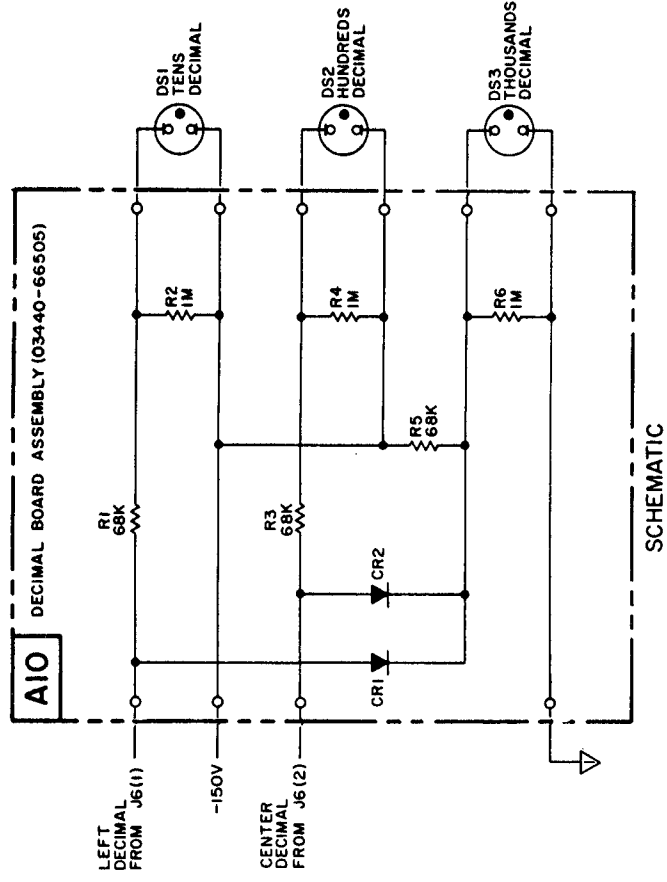 A10
DECIMAL BOARD ASSEMBLY (03440-66505)
LEFT
DECIMAL
FROM J6(1)
-150V
CENTER
DECIMAL
FROM J6(2)
R1
68K
R3
68K
CR1
CR2
R5
68K
R2
1M
R4
1M
R6
1M
DS1
TENS
DECIMAL
DS2
HUNDREDS
DECIMAL
DS3
THOUSANDS
DECIMAL
SCHEMATIC